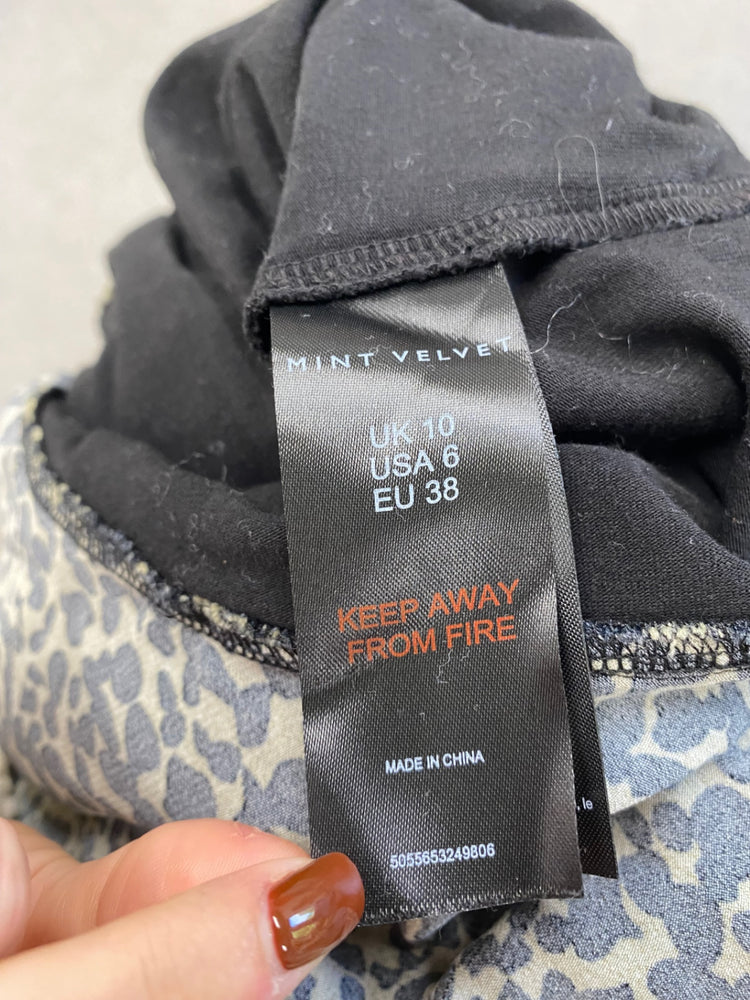 MINT VELVET
UK 10
USA 6
EU 38
KEEP AWAY
FROM FIRE
MADE IN CHINA
5055653249806